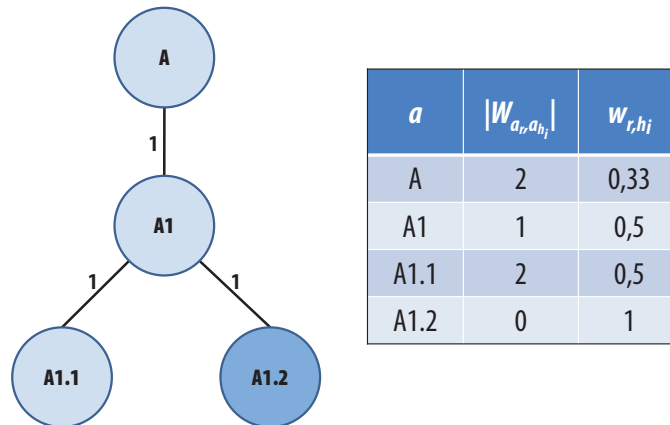 A
1
A1
1 1
A1.1 A1.2
a |W_{a_r,a_{h_i}}| w_{r,h_i}
A 2 0,33
A1 1 0,5
A1.1 2 0,5
A1.2 0 1